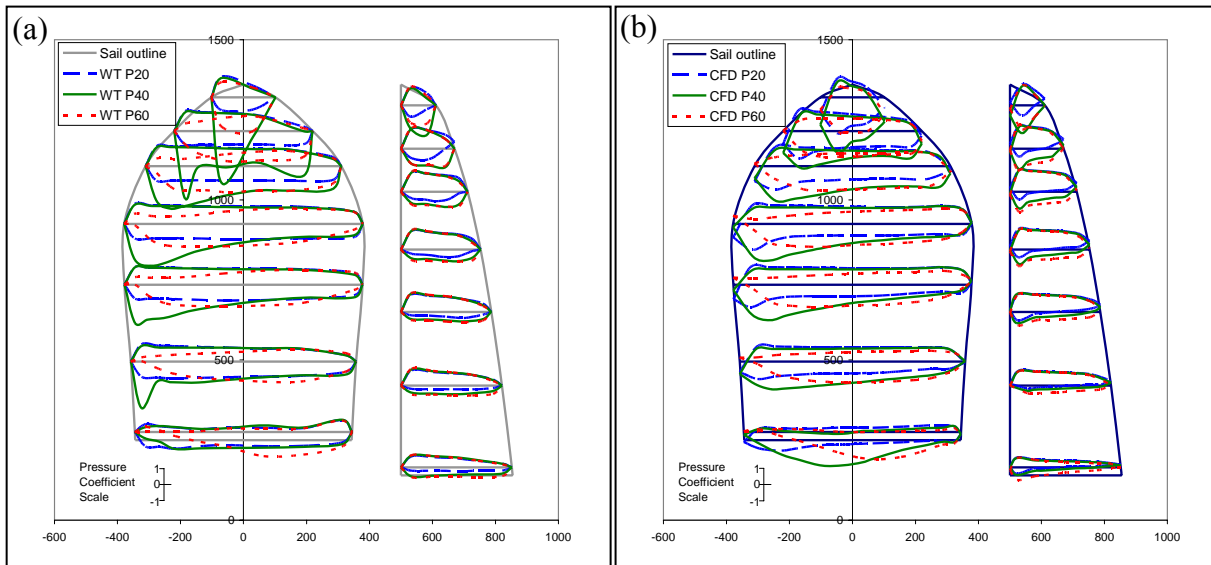 (a)
1500
Sail outline
WT P20
WT P40
WT P60
1000
500
Pressure
Coefficient
Scale
1
0
-1
0
-600 -400 -200 0 200 400 600 800 1000
(b)
1500
Sail outline
CFD P20
CFD P40
CFD P60
1000
500
Pressure
Coefficient
Scale
1
0
-1
0
-600 -400 -200 0 200 400 600 800 1000